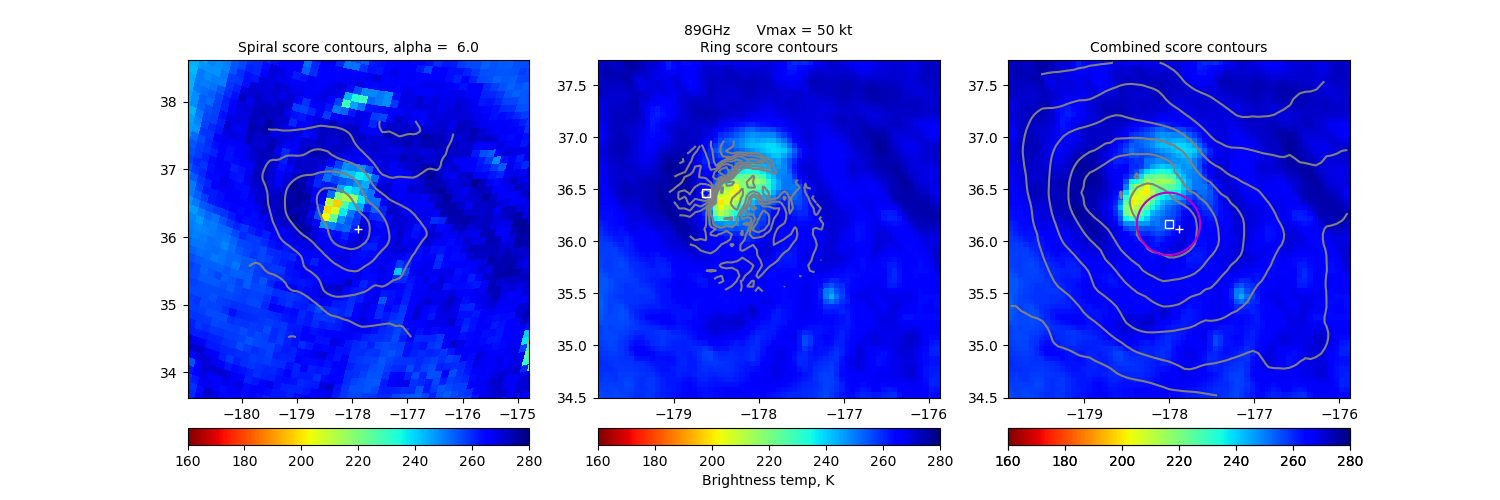 89GHz Vmax = 50 kt
Spiral score contours, alpha = 6.0
Ring score contours
Combined score contours
38
37
36
35
34
−180 −179 −178 −177 −176 −175
37.5
37.0
36.5
36.0
35.5
35.0
34.5
−179 −178 −177 −176
37.5
37.0
36.5
36.0
35.5
35.0
34.5
−179 −178 −177 −176
160 180 200 220 240 260 280
160 180 200 220 240 260 280
160 180 200 220 240 260 280
Brightness temp, K